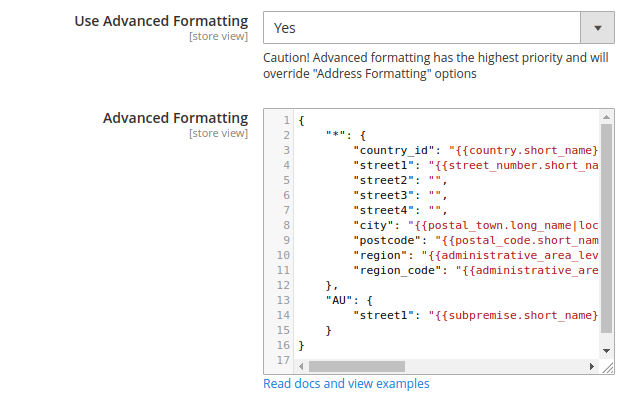 Use Advanced Formatting
[store view]
Yes
Caution! Advanced formatting has the highest priority and will
override "Address Formatting" options
Advanced Formatting
[store view]
1 {
2 "*": {
3 "country_id": "{{country.short_name}
4 "street1": "{{street_number.short_na
5 "street2": "",
6 "street3": "",
7 "street4": "",
8 "city": "{{postal_town.long_name|loc
9 "postcode": "{{postal_code.short_nam
10 "region": "{{administrative_area_lev
11 "region_code": "{{administrative_are
12 },
13 "AU": {
14 "street1": "{{subpremise.short_name}
15 }
16 }
17
Read docs and view examples